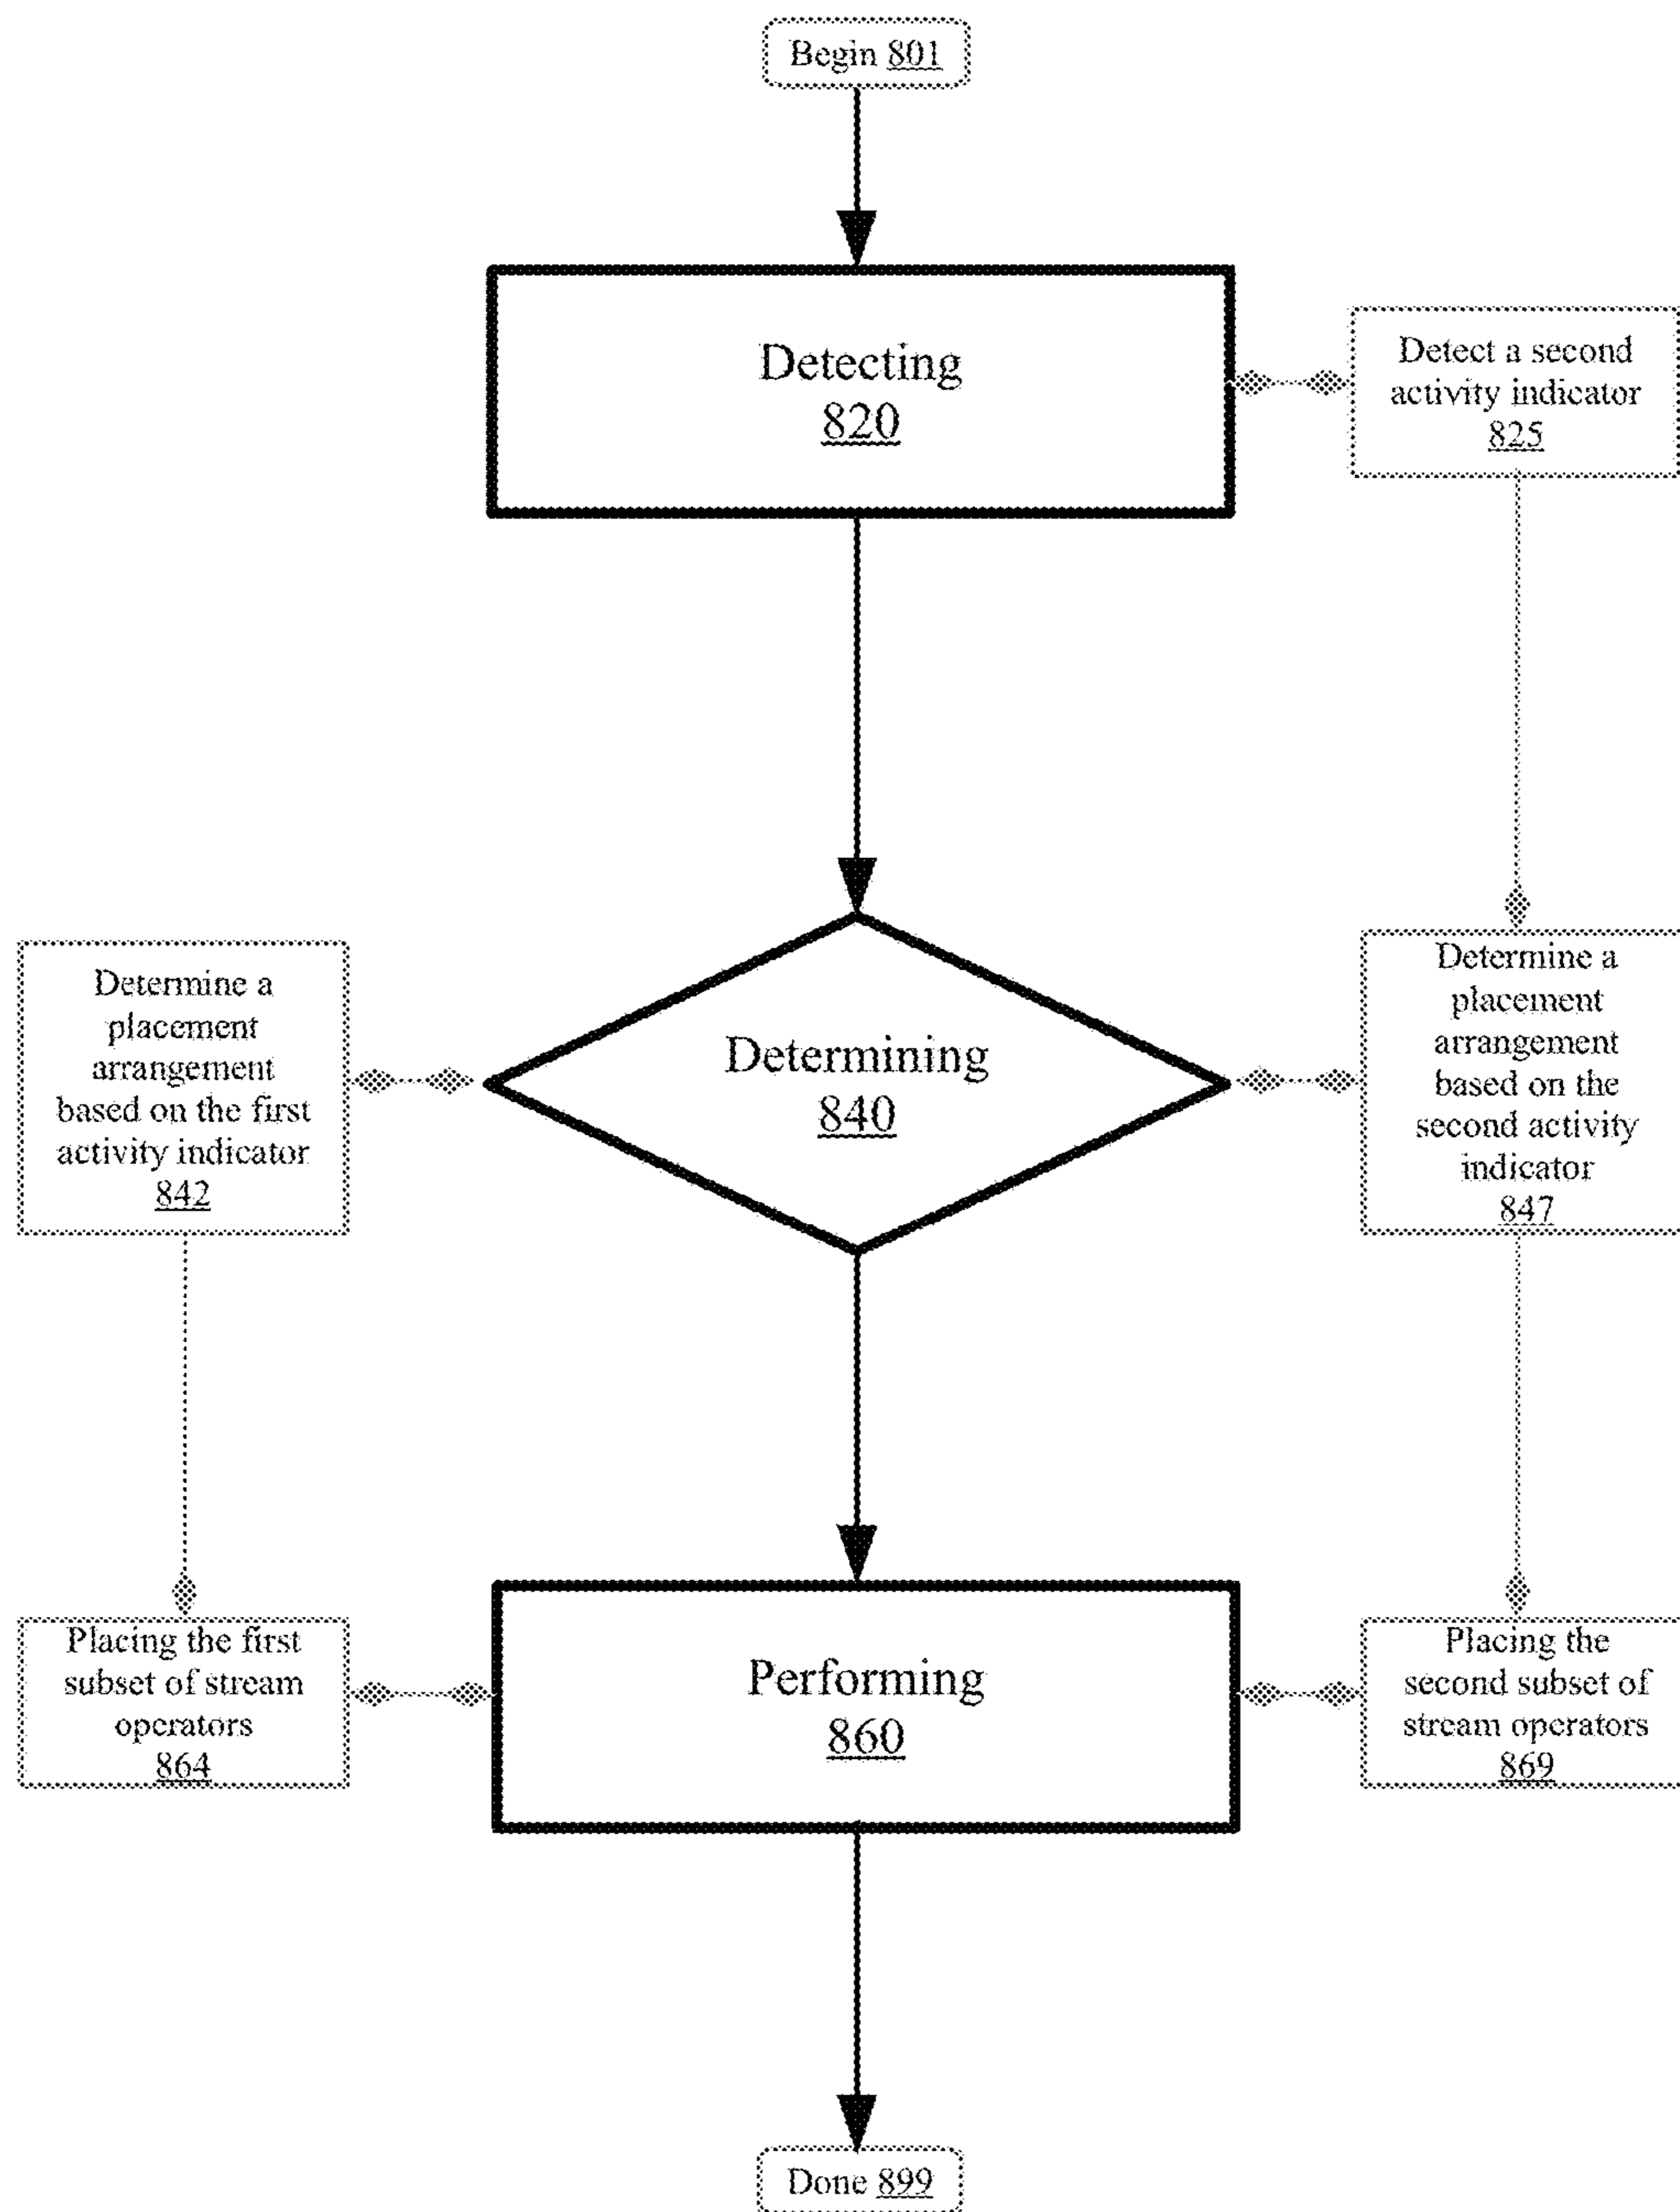 Begin 801
Detecting
820
Detect a second
activity indicator
825
Determine a
placement
arrangement
based on the first
activity indicator
842
Determining
840
Determine a
placement
arrangement
based on the
second activity
indicator
847
Placing the first
subset of stream
operators
864
Performing
860
Placing the
second subset of
stream operators
869
Done 899